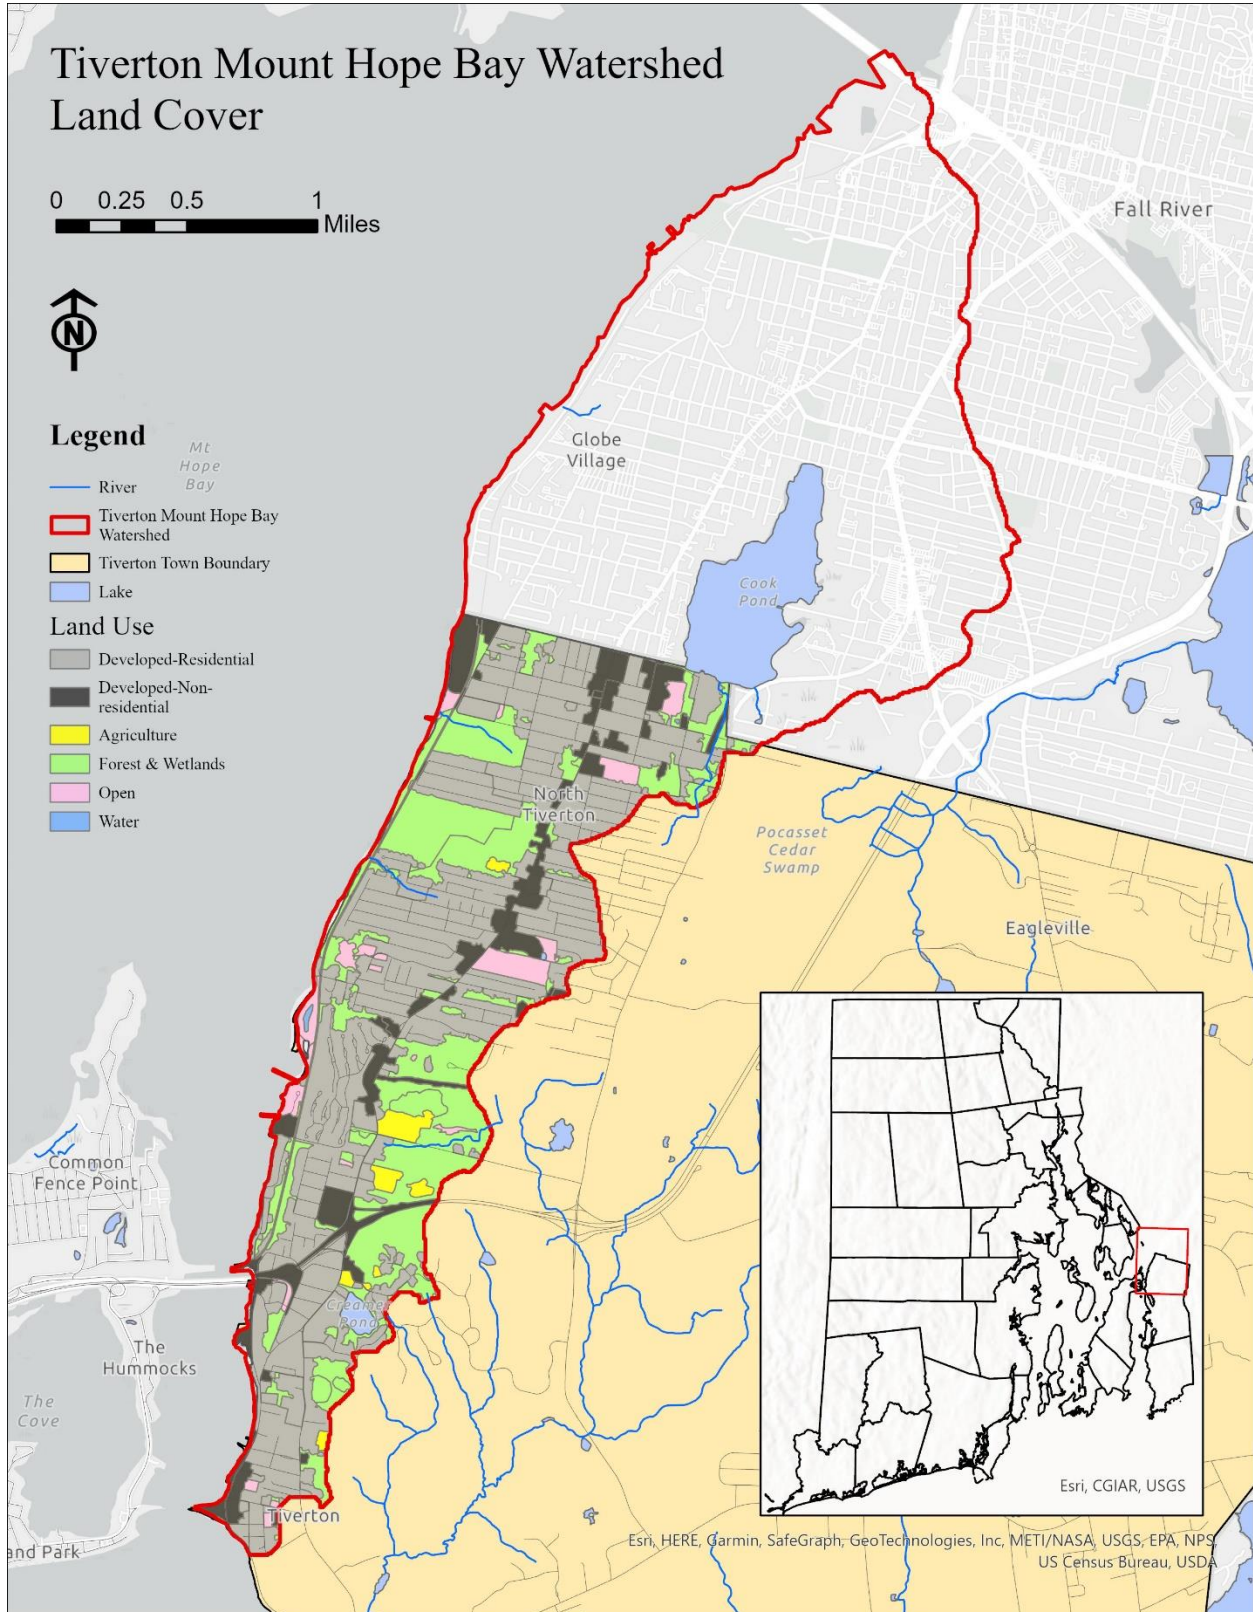 Tiverton Mount Hope Bay Watershed
Land Cover
0 0.25 0.5 1
Miles
N
Legend
River
Tiverton Mount Hope Bay
Watershed
Tiverton Town Boundary
Lake
Land Use
Developed-Residential
Developed-Non-
residential
Agriculture
Forest & Wetlands
Open
Water
Mt
Hope
Bay
Fall River
Globe
Village
Cook
Pond
North
Tiverton
Pocasset
Cedar
Swamp
Eagleville
Common
Fence Point
The
Hummocks
The
Cove
Creamer
Pond
Tiverton
and Park
Esri, CGIAR, USGS
Esri, HERE, Garmin, SafeGraph, GeoTechnologies, Inc, METI/NASA, USGS, EPA, NPS,
US Census Bureau, USDA